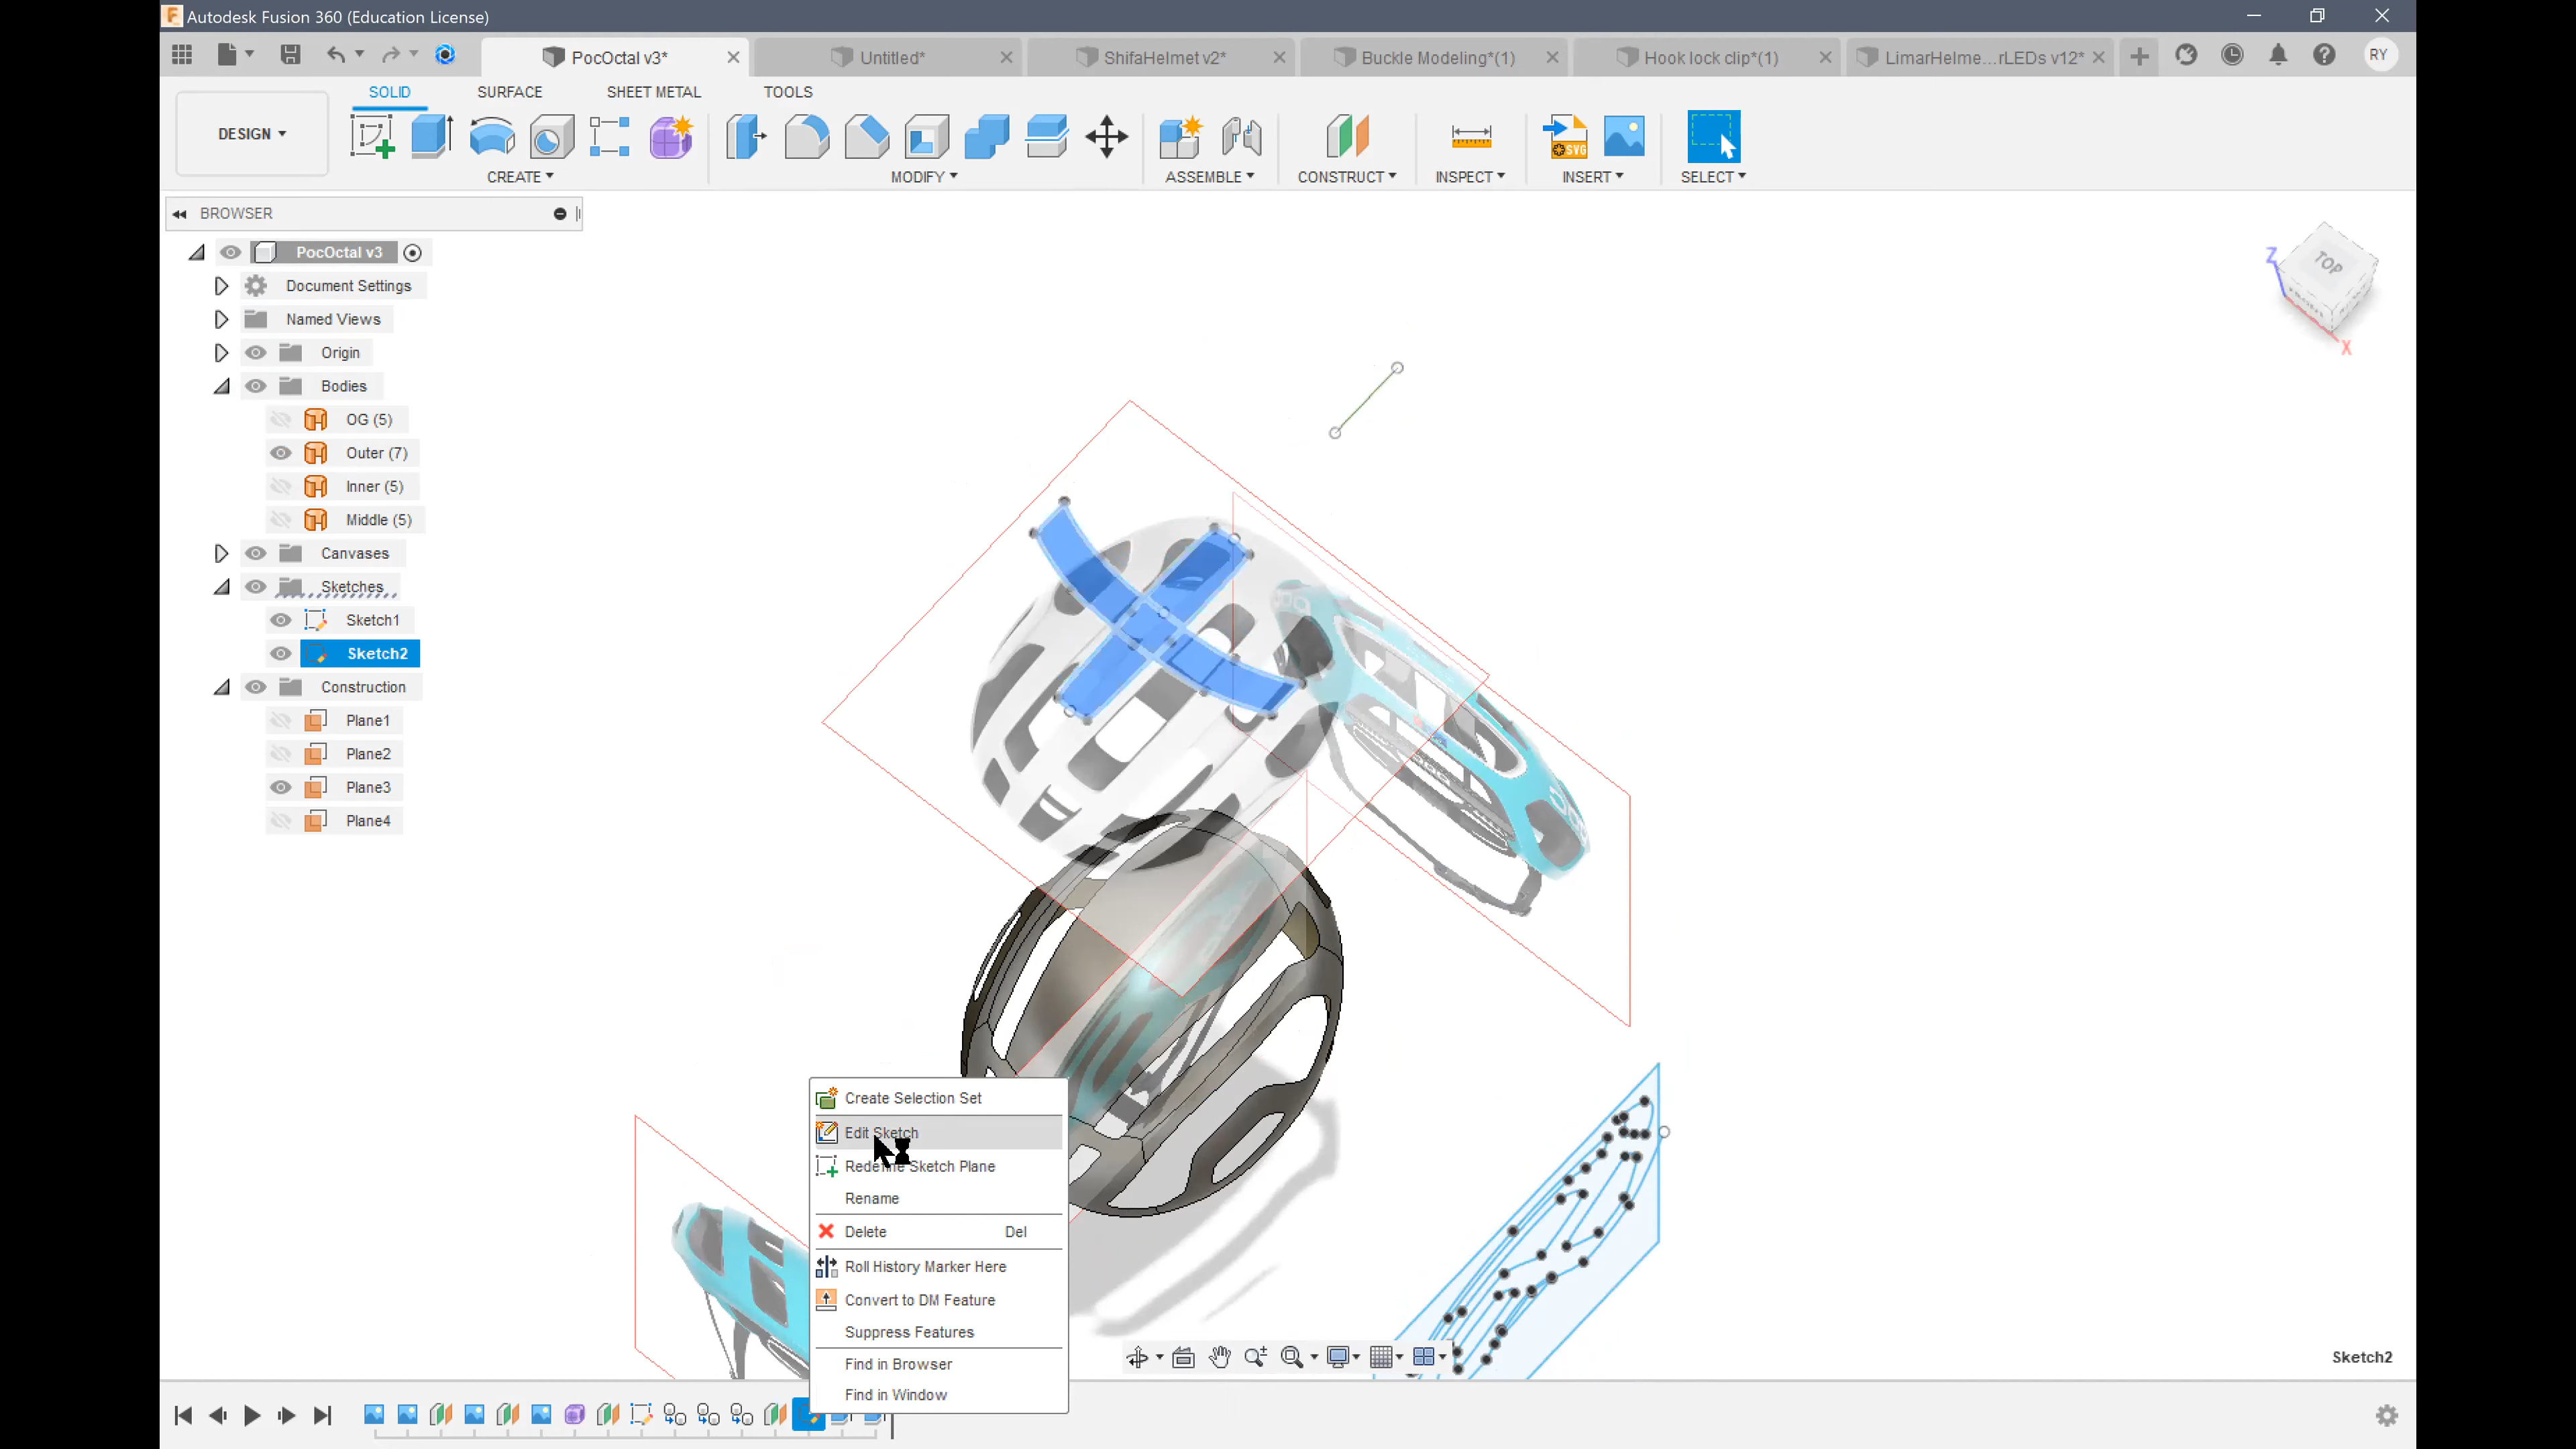 Autodesk Fusion 360 (Education License)
PocOctal v3*
Untitled*
ShifaHelmet v2*
Buckle Modeling*(1)
Hook lock clip*(1)
LimarHelme...rLEDs v12*
RY
SOLID
SURFACE
SHEET METAL
TOOLS
DESIGN
SVG
CREATE
MODIFY
ASSEMBLE
CONSTRUCT
INSPECT
INSERT
SELECT
BROWSER
PocOctal v3
Document Settings
Named Views
Origin
Bodies
OG (5)
Outer (7)
Inner (5)
Middle (5)
Canvases
Sketches
Sketch1
Sketch2
Construction
Plane1
Plane2
Plane3
Plane4
Z
TOP
X
Create Selection Set
Edit Sketch
Redefine Sketch Plane
Rename
Delete Del
Roll History Marker Here
Convert to DM Feature
Suppress Features
Find in Browser
Find in Window
Sketch2